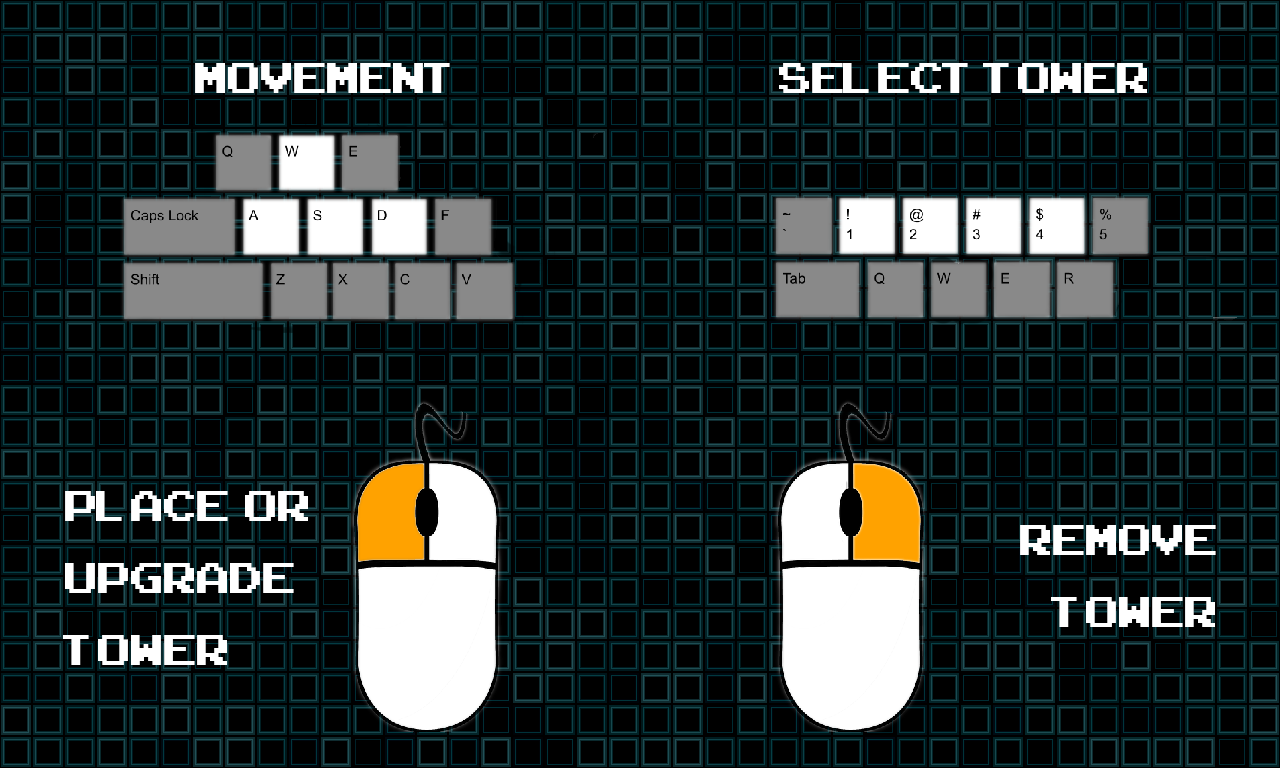 MOVEMENT
Q W E
Caps Lock A S D F
Shift Z X C V
SELECT TOWER
~ ! @ # $ %
` 1 2 3 4 5
Tab Q W E R
PLACE OR
UPGRADE
TOWER
REMOVE
TOWER